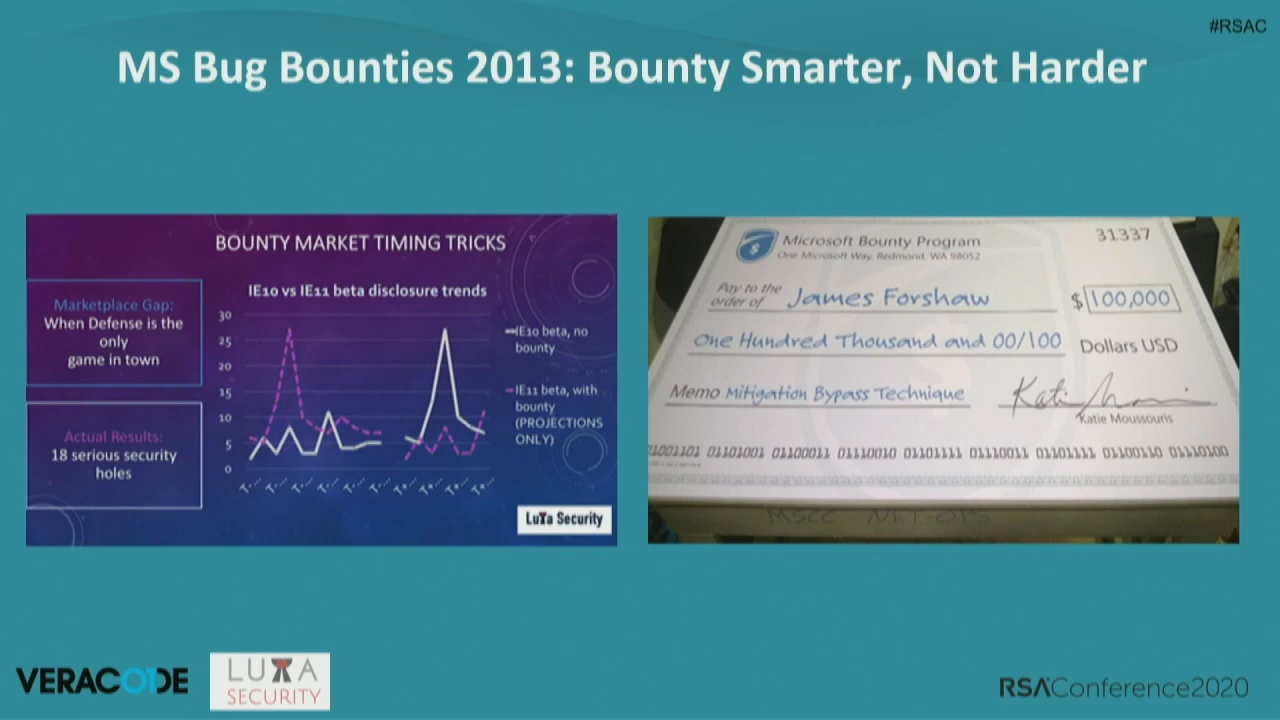 #RSAC
MS Bug Bounties 2013: Bounty Smarter, Not Harder
BOUNTY MARKET TIMING TRICKS
Marketplace Gap:
When Defense is the
only
game in town
Actual Results:
18 serious security
holes
IE10 vs IE11 beta disclosure trends
30
25
20
15
10
5
0
IE10 beta, no
bounty
IE11 beta, with
bounty
(PROJECTIONS
ONLY)
LuTa Security
Microsoft Bounty Program
One Microsoft Way, Redmond, WA 98052
31337
Pay to the
order of James Forshaw $100,000
One Hundred Thousand and 00/100 Dollars USD
Memo Mitigation Bypass Technique
Katie Moussouris
01101001 01100011 01110010 01101111 01110011 01101111 01100110 01110100
VERACODE
LUTA
SECURITY
RSAConference2020